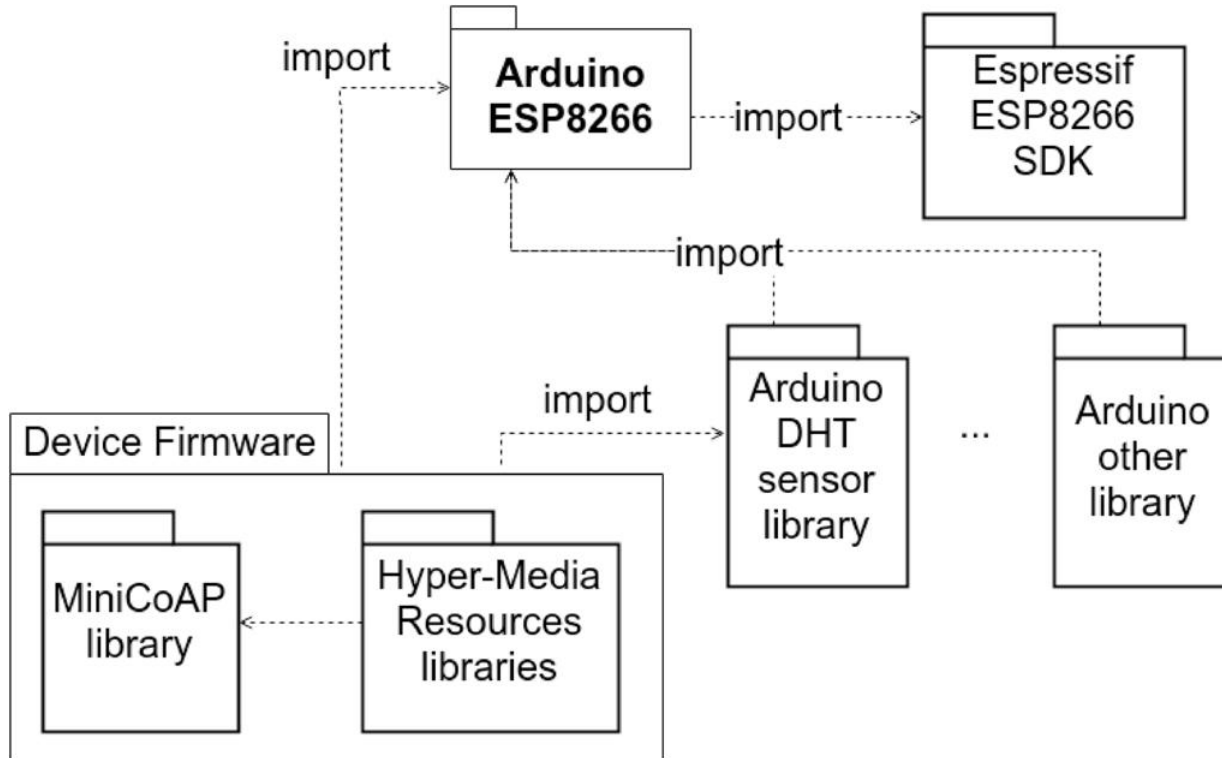 import
Arduino
ESP8266
import
Espressif
ESP8266
SDK
import
import
Device Firmware
MiniCoAP
library
Hyper-Media
Resources
libraries
Arduino
DHT
sensor
library
...
Arduino
other
library